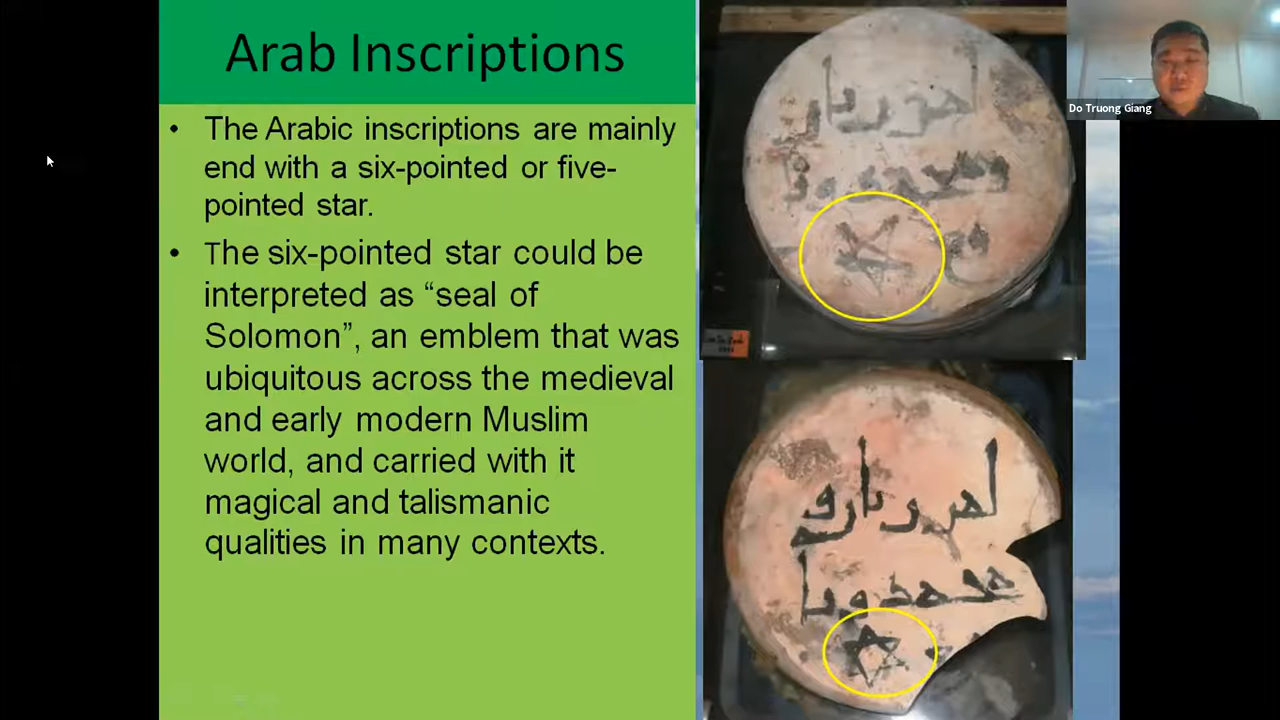 Arab Inscriptions
• The Arabic inscriptions are mainly
end with a six-pointed or five-
pointed star.
• The six-pointed star could be
interpreted as “seal of
Solomon”, an emblem that was
ubiquitous across the medieval
and early modern Muslim
world, and carried with it
magical and talismanic
qualities in many contexts.
Do Truong Giang